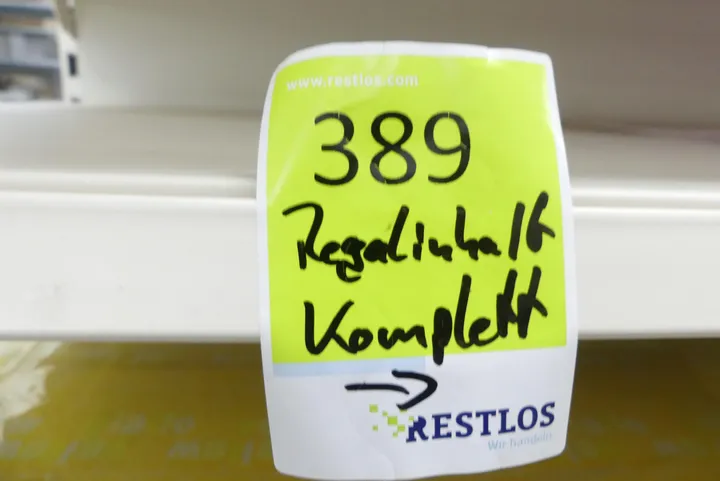 www.restlos.com
389
Regalinhalt
Komplett
RESTLOS
Wir handeln.